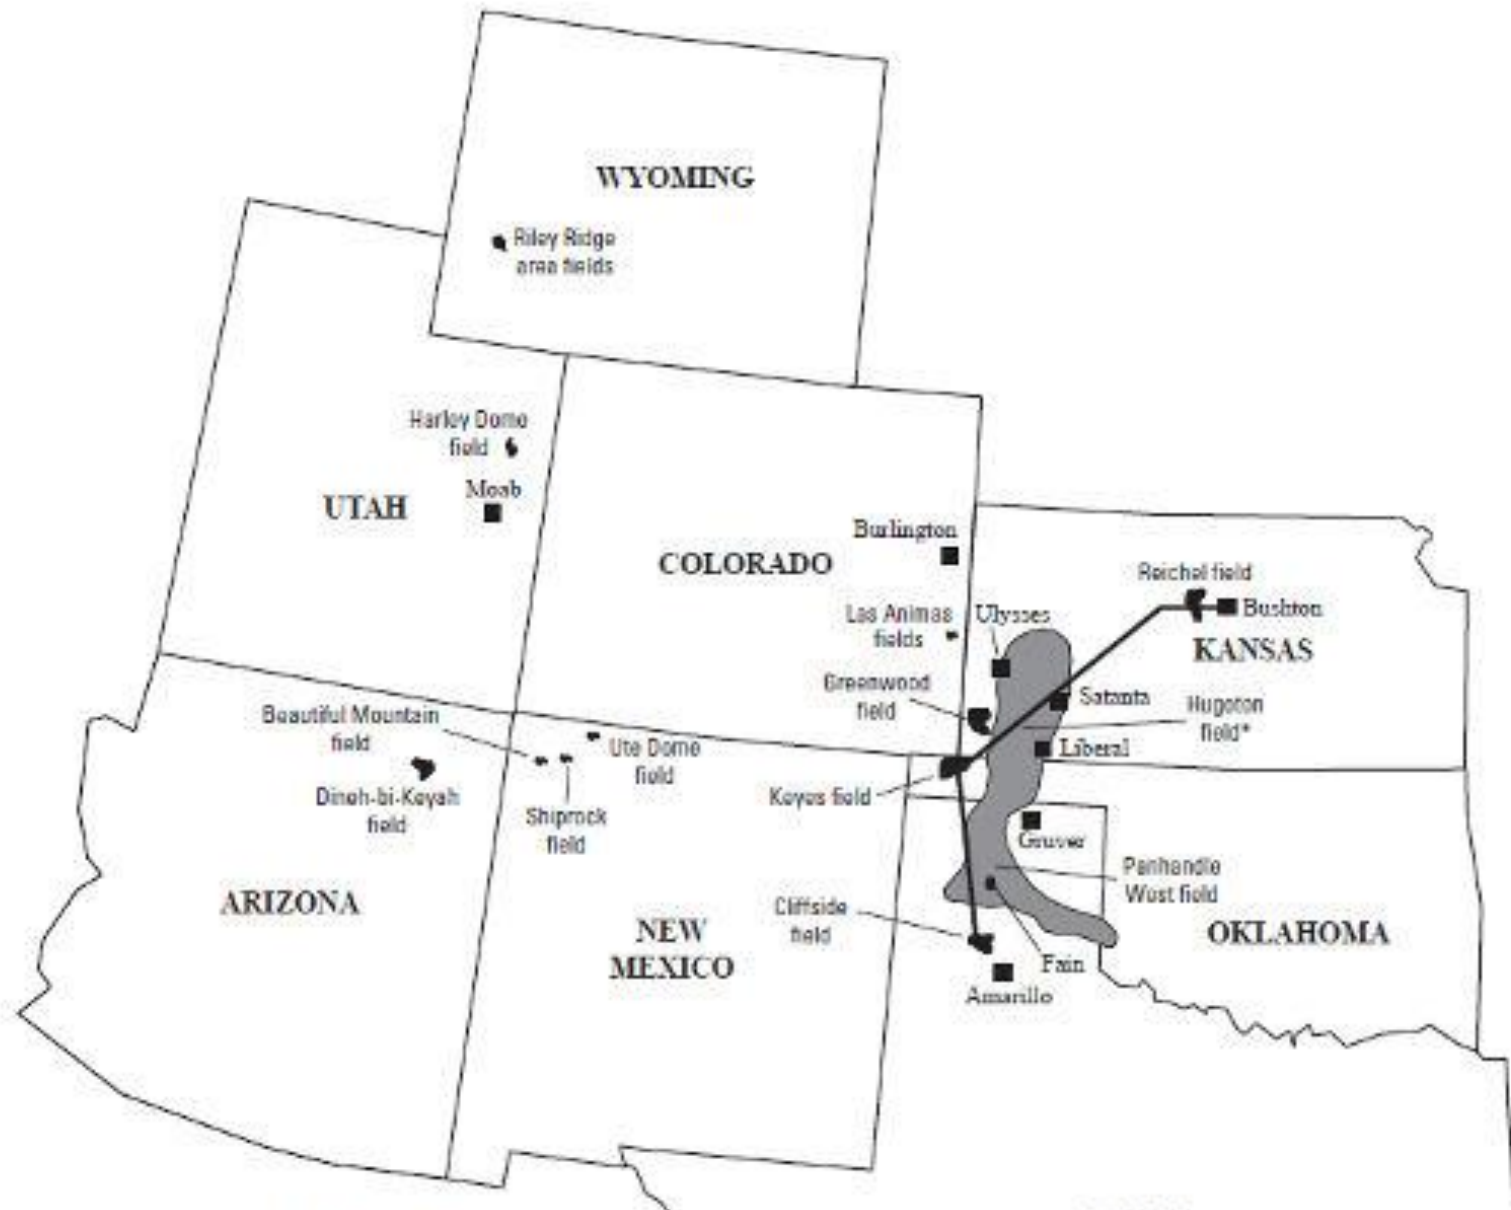 WYOMING
Riley Ridge
area fields
Harley Dome
field
Moab
UTAH
COLORADO
Burlington
Las Animas
fields
Ulysses
Reichel field
Bushton
KANSAS
Greenwood
field
Satanta
Hugoton
field*
Liberal
Beautiful Mountain
field
Ute Dome
field
Dineh-bi-Keyah
field
Shiprock
field
Keyes field
Gruver
Panhandle
West field
ARIZONA
NEW
MEXICO
Cliffside
field
OKLAHOMA
Fain
Amarillo